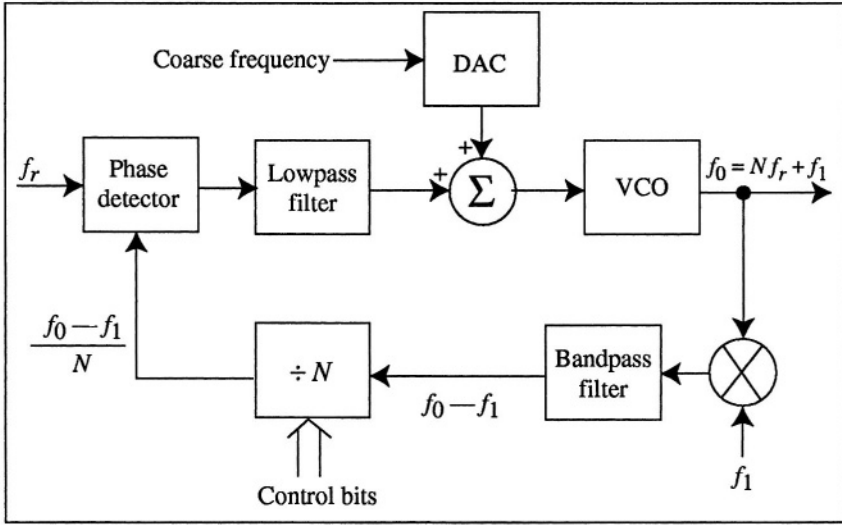 Coarse frequency
DAC
+
f_r
Phase
detector
Lowpass
filter
+
Σ
VCO
f_0 = N f_r + f_1
f_0 — f_1
N
÷ N
f_0 — f_1
Bandpass
filter
f_1
Control bits